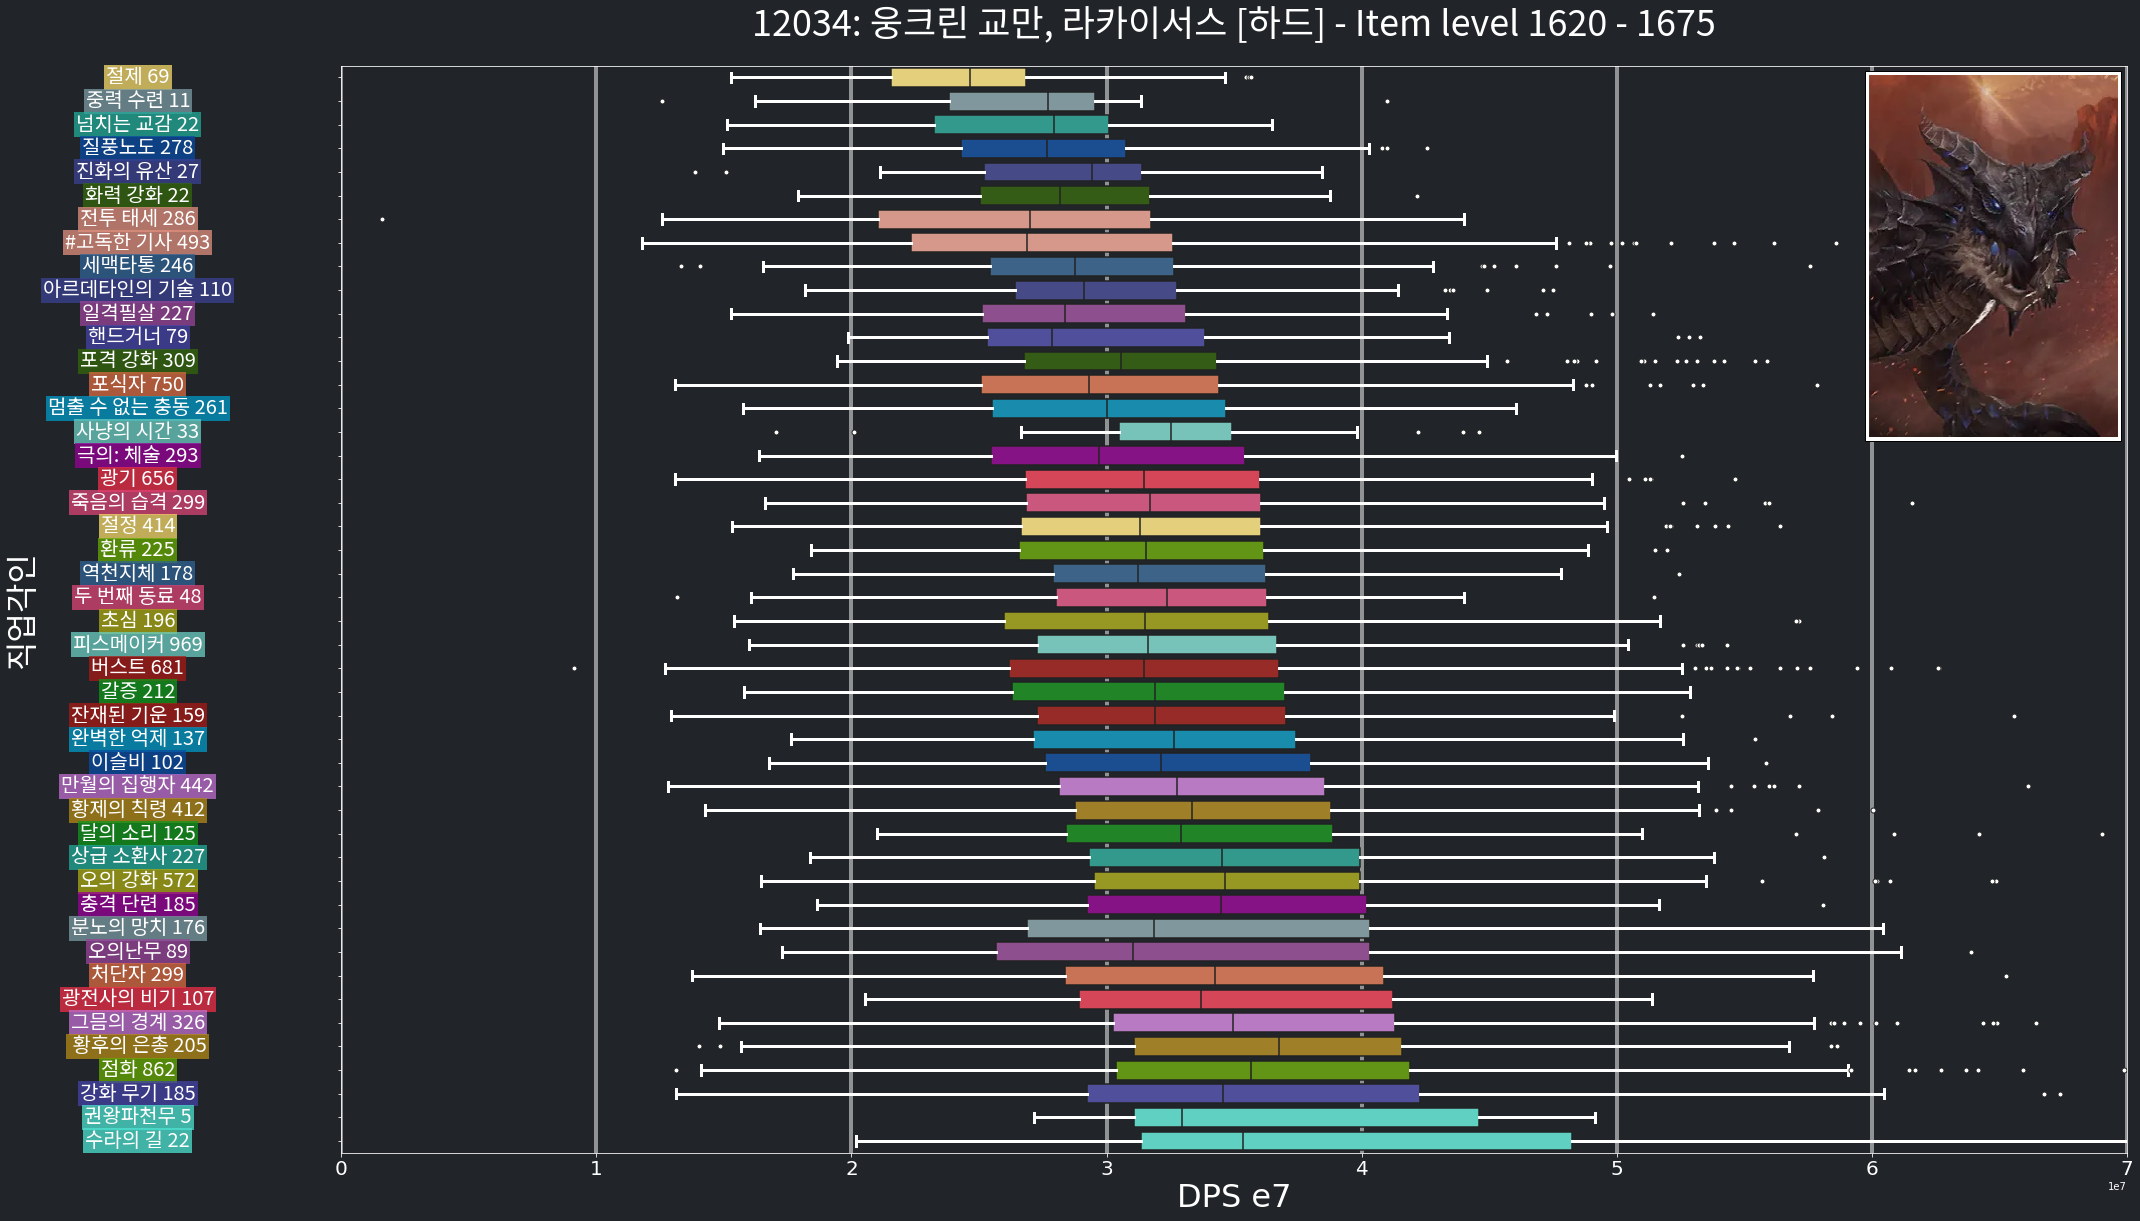 12034: 웅크린 교만, 라카이서스 [하드] - Item level 1620 - 1675
절제 69
중력 수련 11
넘치는 교감 22
질풍노도 278
진화의 유산 27
화력 강화 22
전투 태세 286
#고독한 기사 493
세맥타통 246
아르데타인의 기술 110
일격필살 227
핸드거너 79
포격 강화 309
포식자 750
멈출 수 없는 충동 261
사냥의 시간 33
극의: 체술 293
광기 656
죽음의 습격 299
절정 414
환류 225
역천지체 178
두 번째 동료 48
초심 196
피스메이커 969
버스트 681
갈증 212
잔재된 기운 159
완벽한 억제 137
이슬비 102
만월의 집행자 442
황제의 칙령 412
달의 소리 125
상급 소환사 227
오의 강화 572
충격 단련 185
분노의 망치 176
오의난무 89
처단자 299
광전사의 비기 107
그믐의 경계 326
황후의 은총 205
점화 862
강화 무기 185
권왕파천무 5
수라의 길 22
직업각인
0 1 2 3 4 5 6 7
DPS e7
1e7